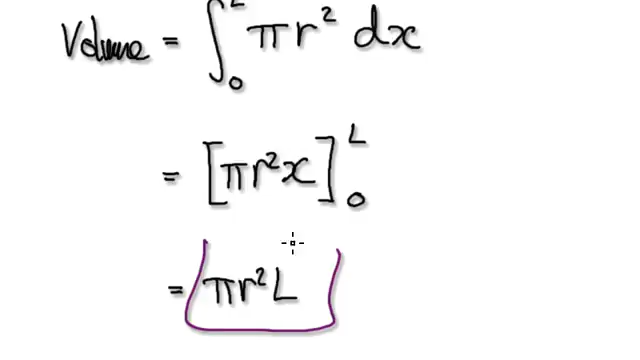 Volume = ∫₀ᴸ πr² dx
= [πr²x]₀ᴸ
= πr²L